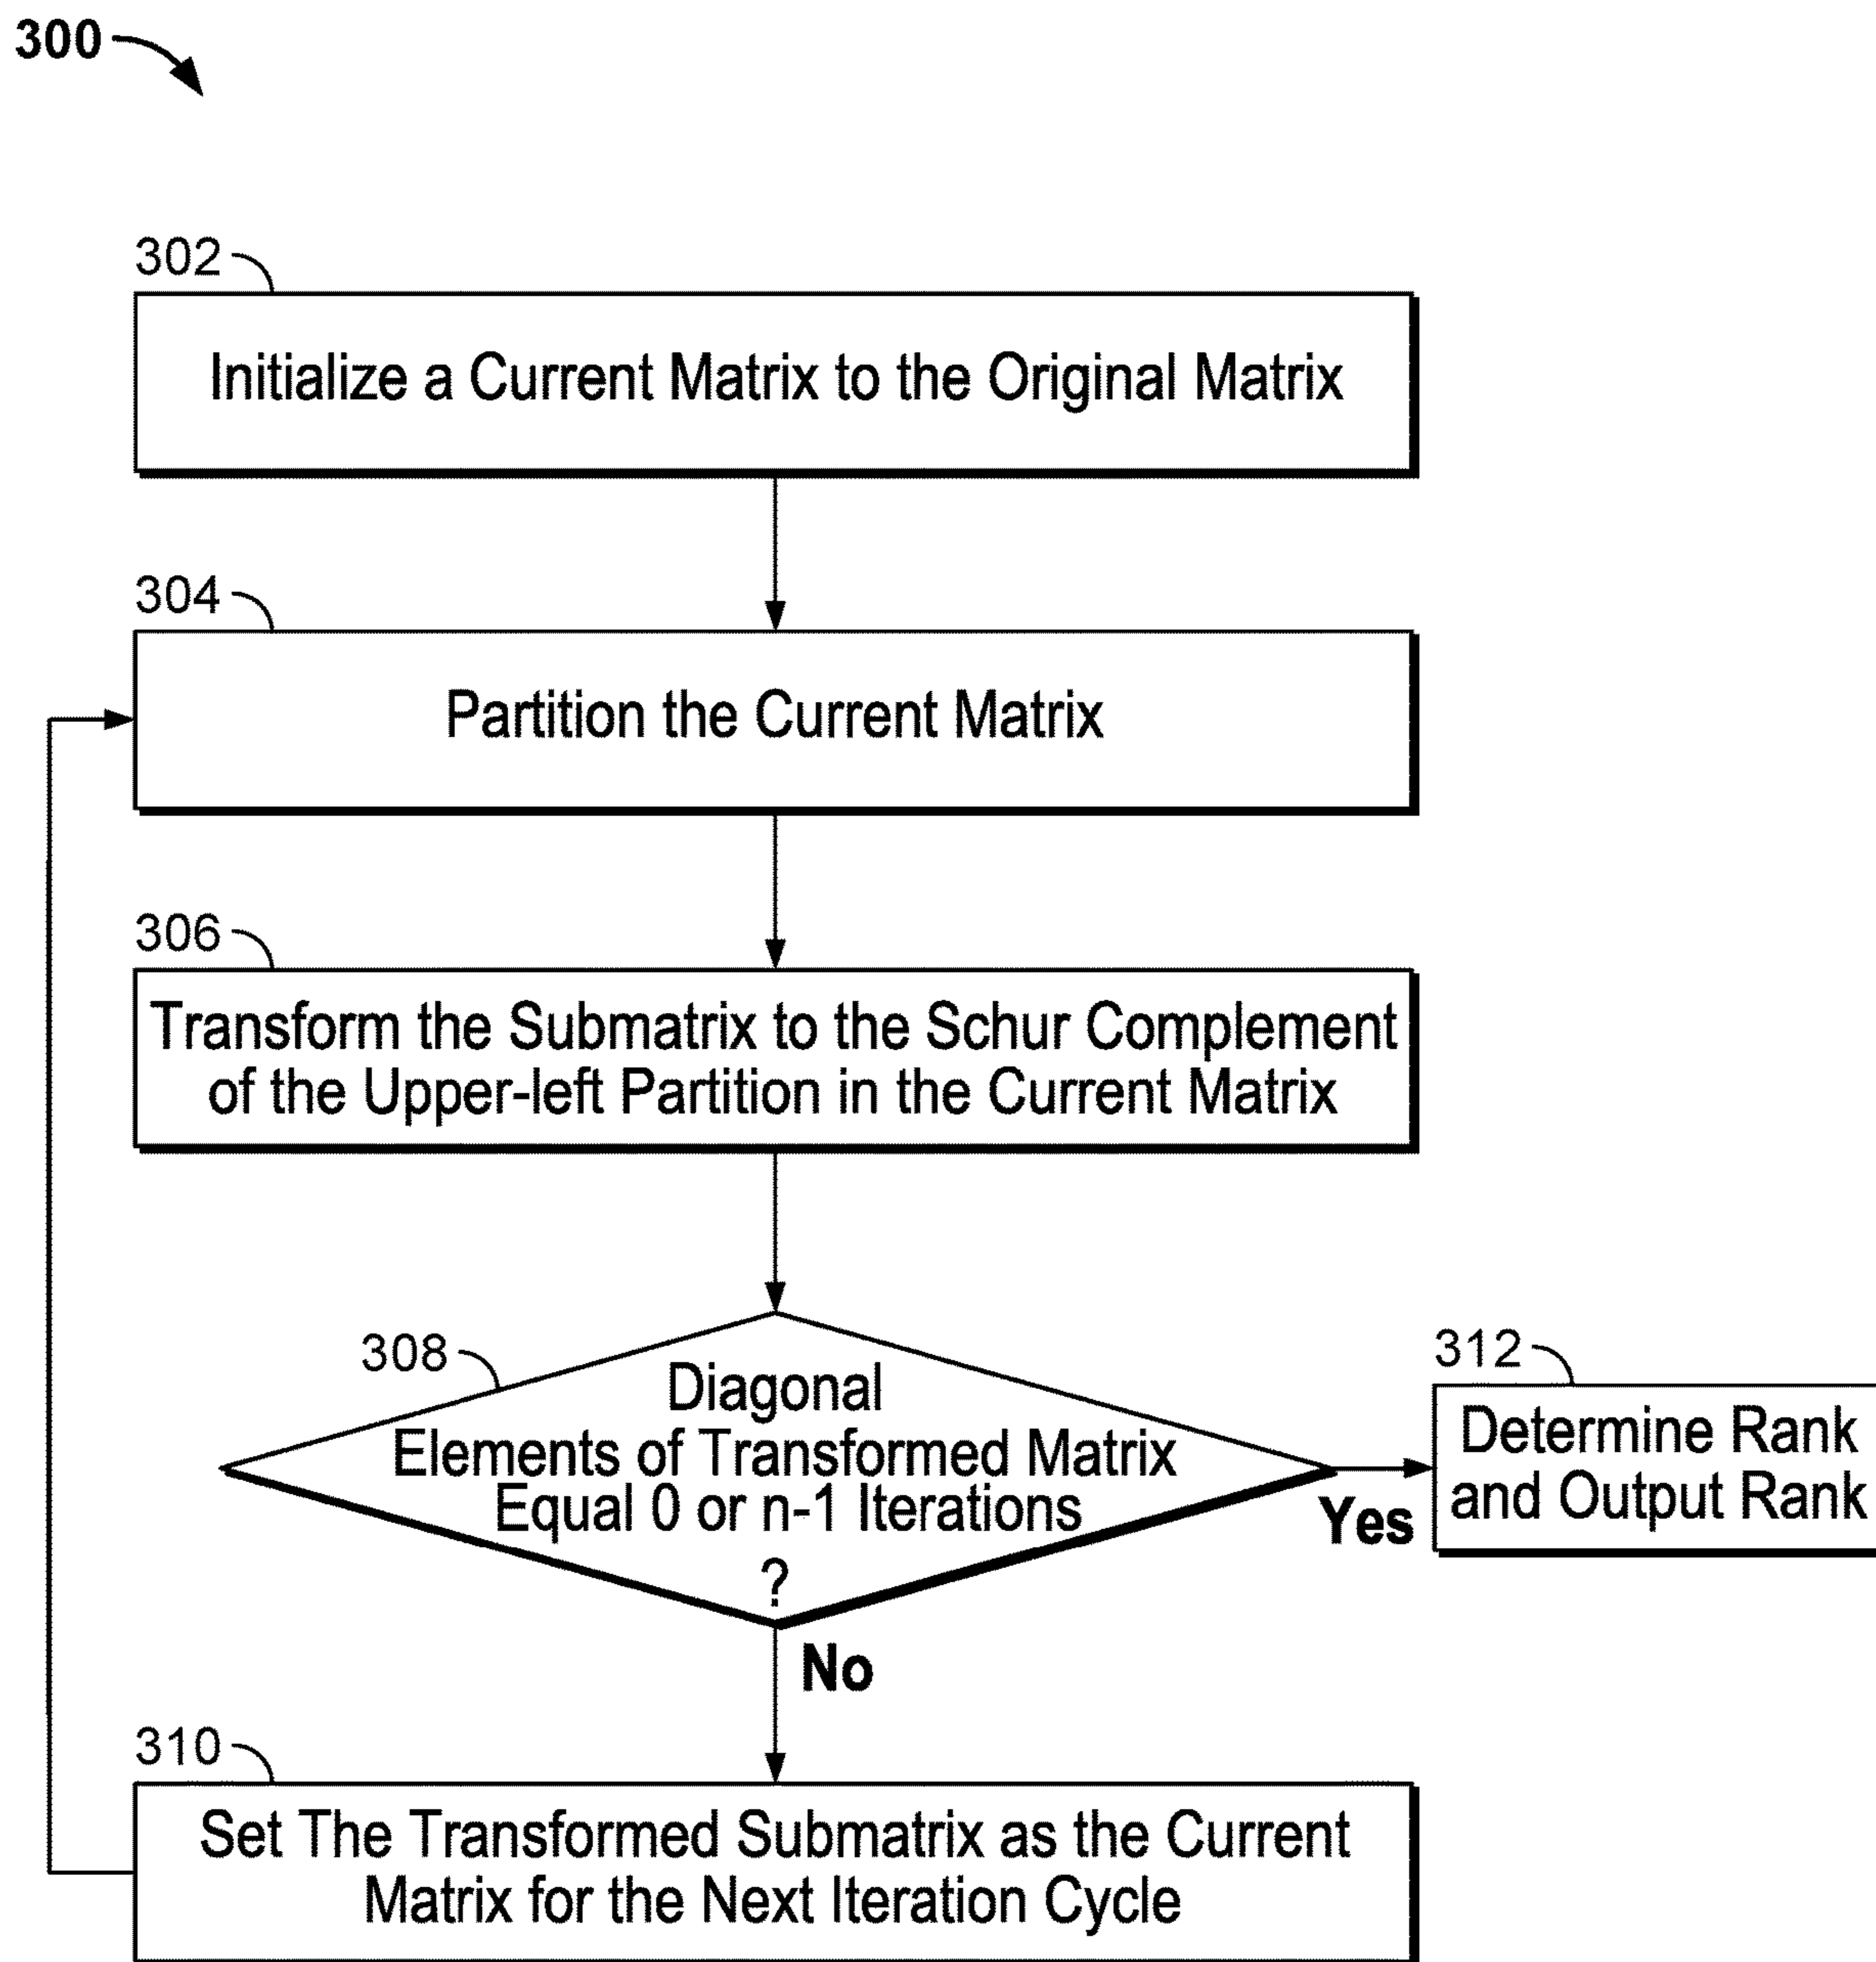 300
302
Initialize a Current Matrix to the Original Matrix
304
Partition the Current Matrix
306
Transform the Submatrix to the Schur Complement
of the Upper-left Partition in the Current Matrix
308
Diagonal
Elements of Transformed Matrix
Equal 0 or n-1 Iterations
?
Yes
312
Determine Rank
and Output Rank
No
310
Set The Transformed Submatrix as the Current
Matrix for the Next Iteration Cycle